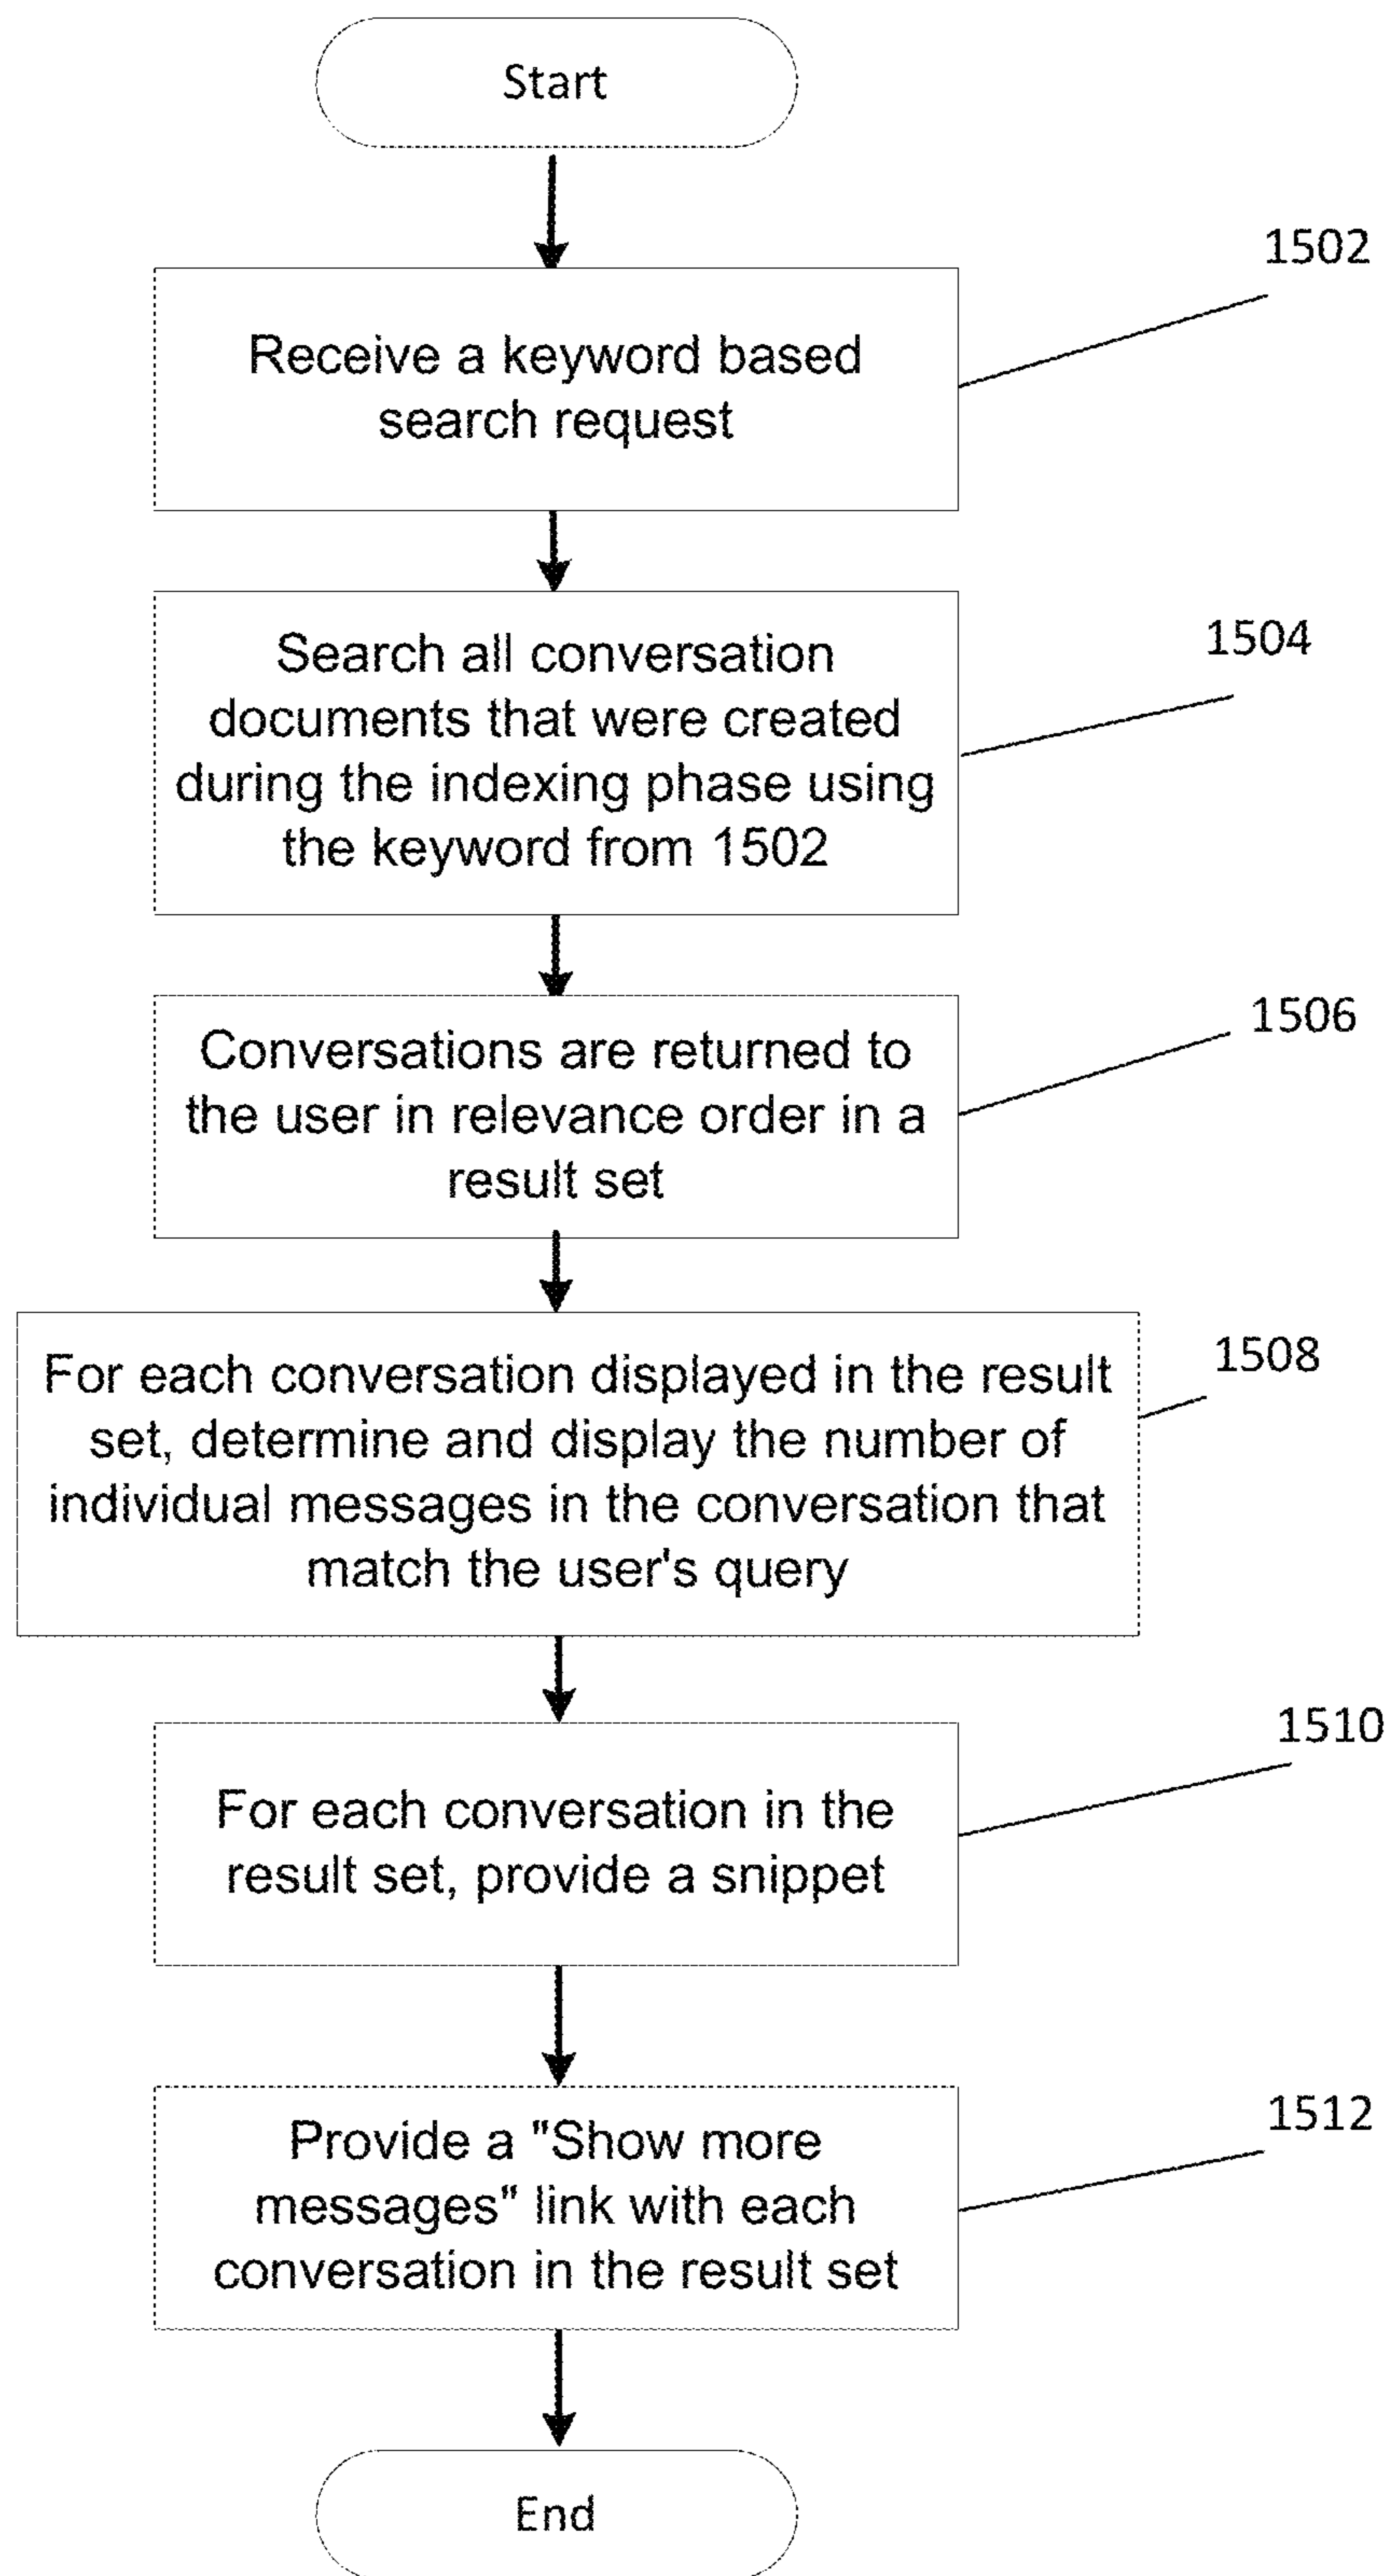 Start
1502
Receive a keyword based
search request
1504
Search all conversation
documents that were created
during the indexing phase using
the keyword from 1502
1506
Conversations are returned to
the user in relevance order in a
result set
1508
For each conversation displayed in the result
set, determine and display the number of
individual messages in the conversation that
match the user's query
1510
For each conversation in the
result set, provide a snippet
1512
Provide a "Show more
messages" link with each
conversation in the result set
End